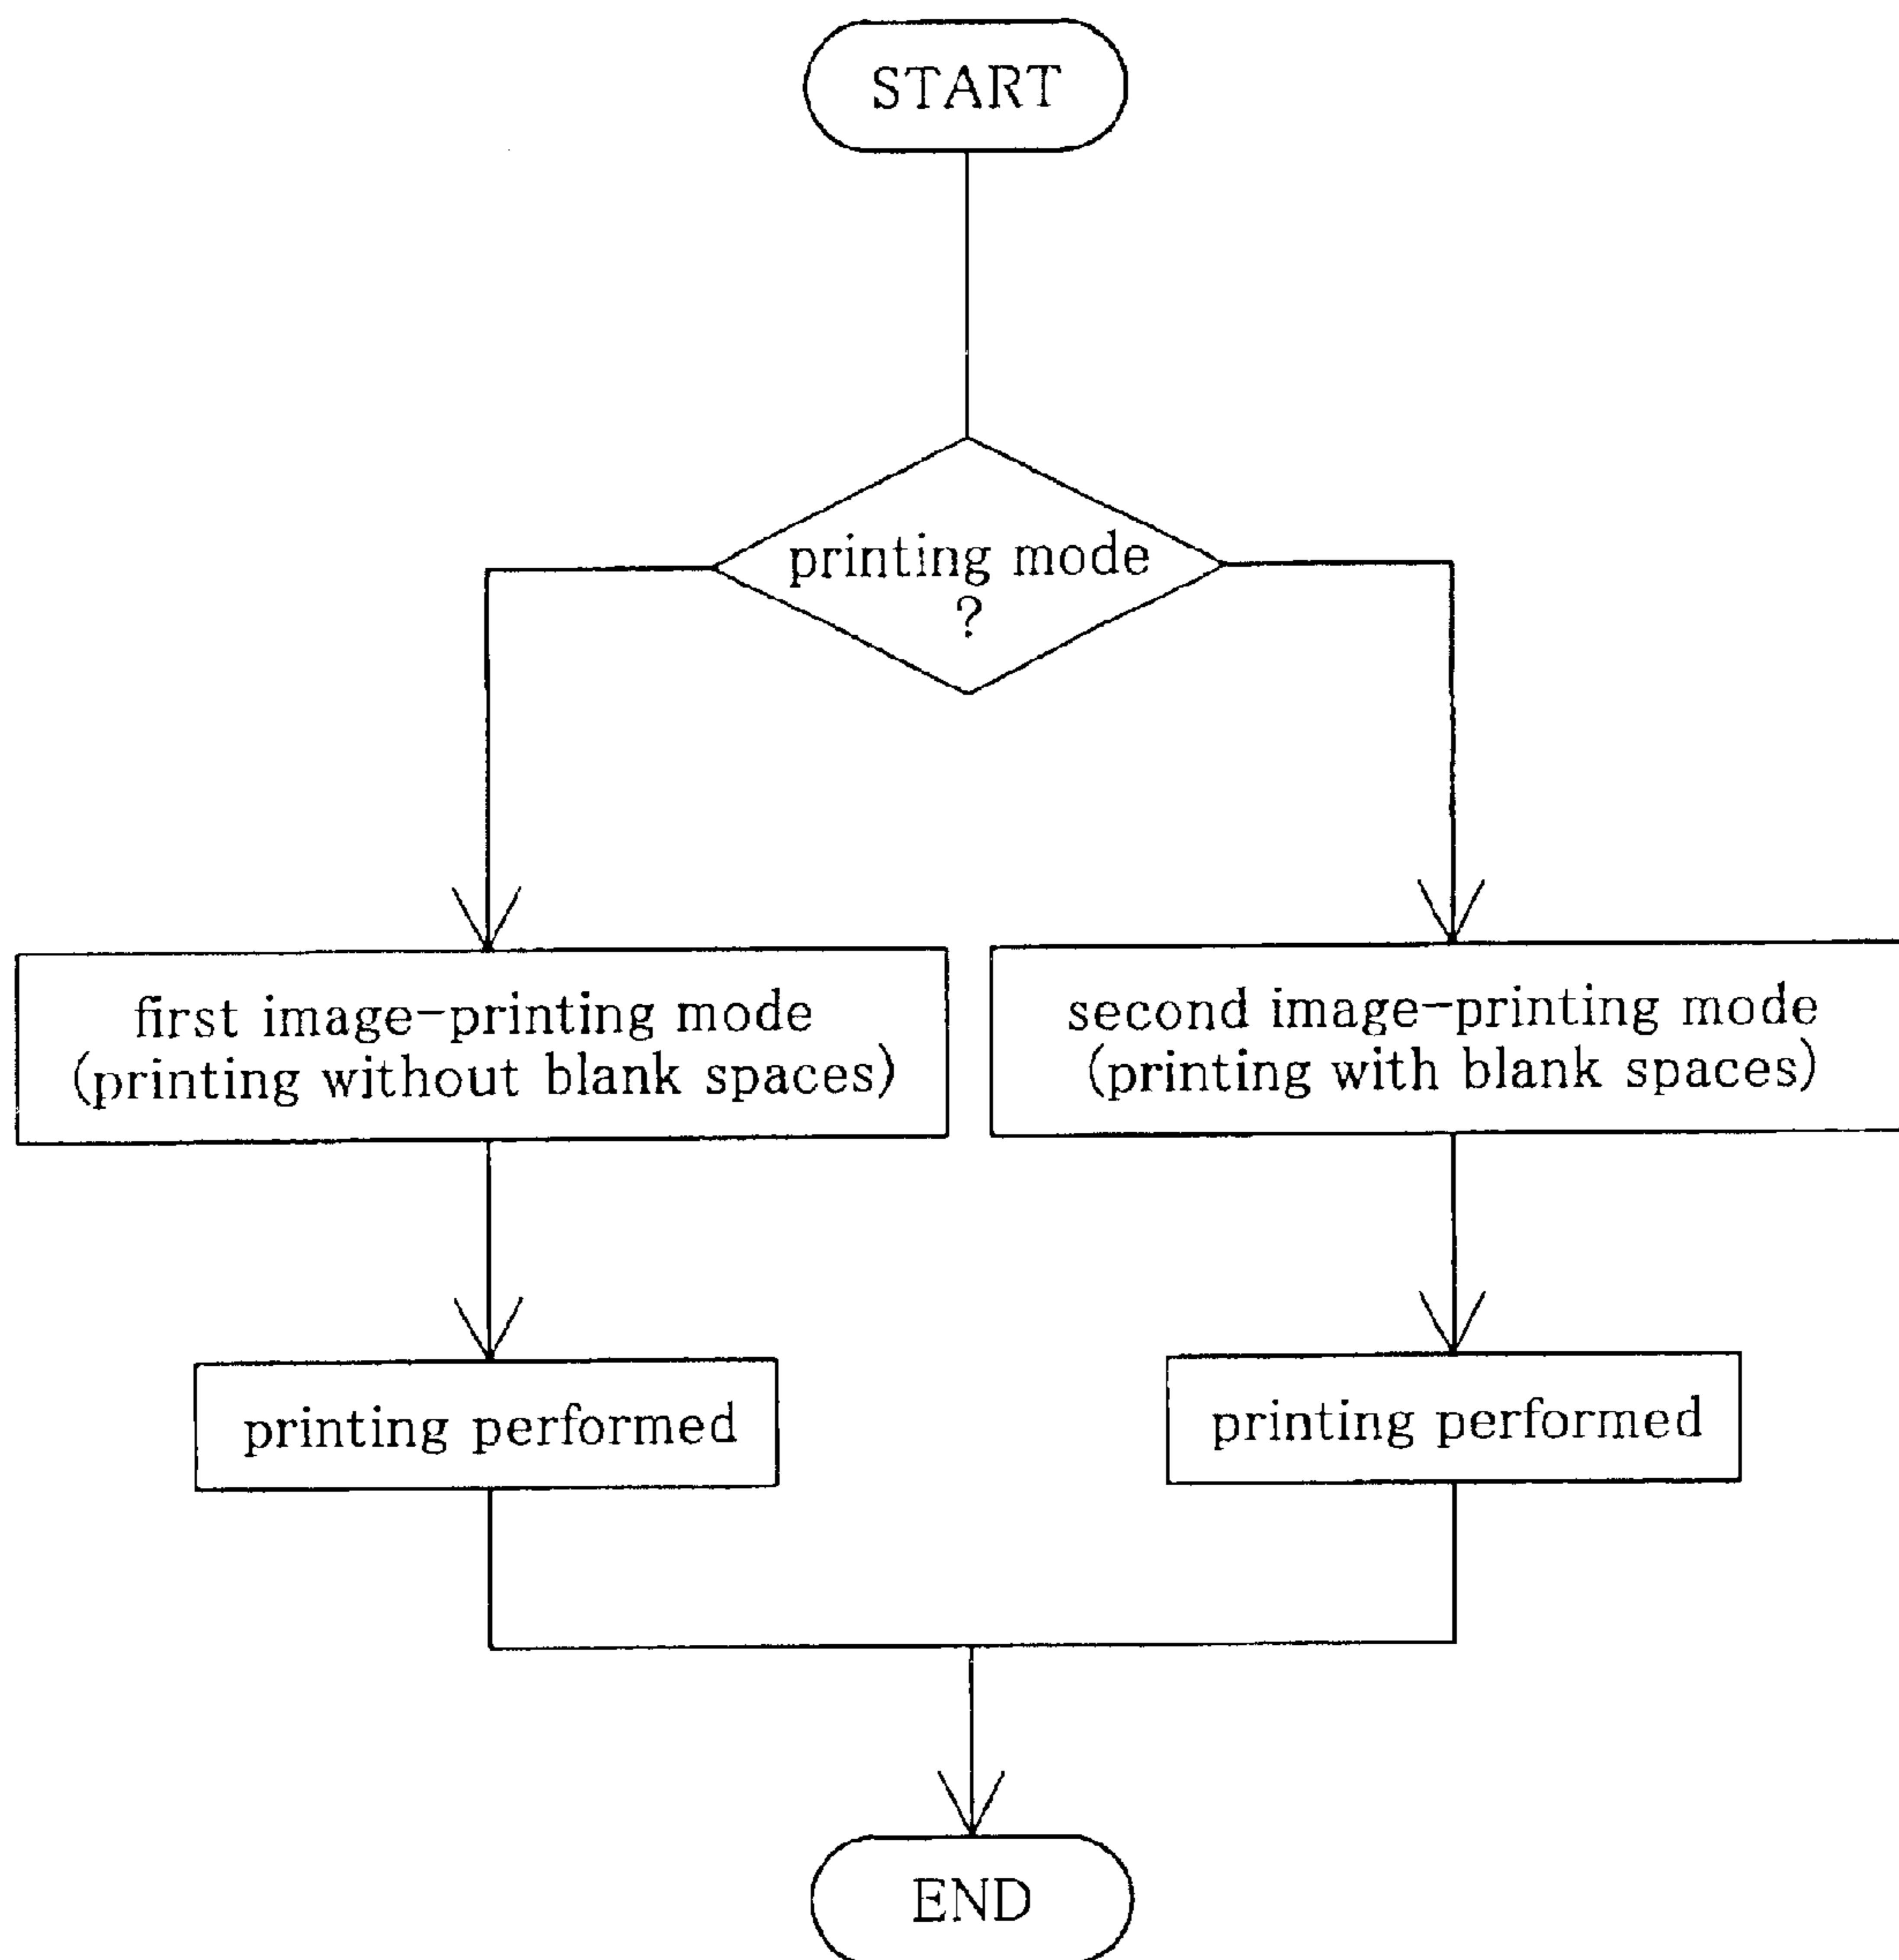 START
printing mode
?
first image-printing mode
(printing without blank spaces)
second image-printing mode
(printing with blank spaces)
printing performed
printing performed
END